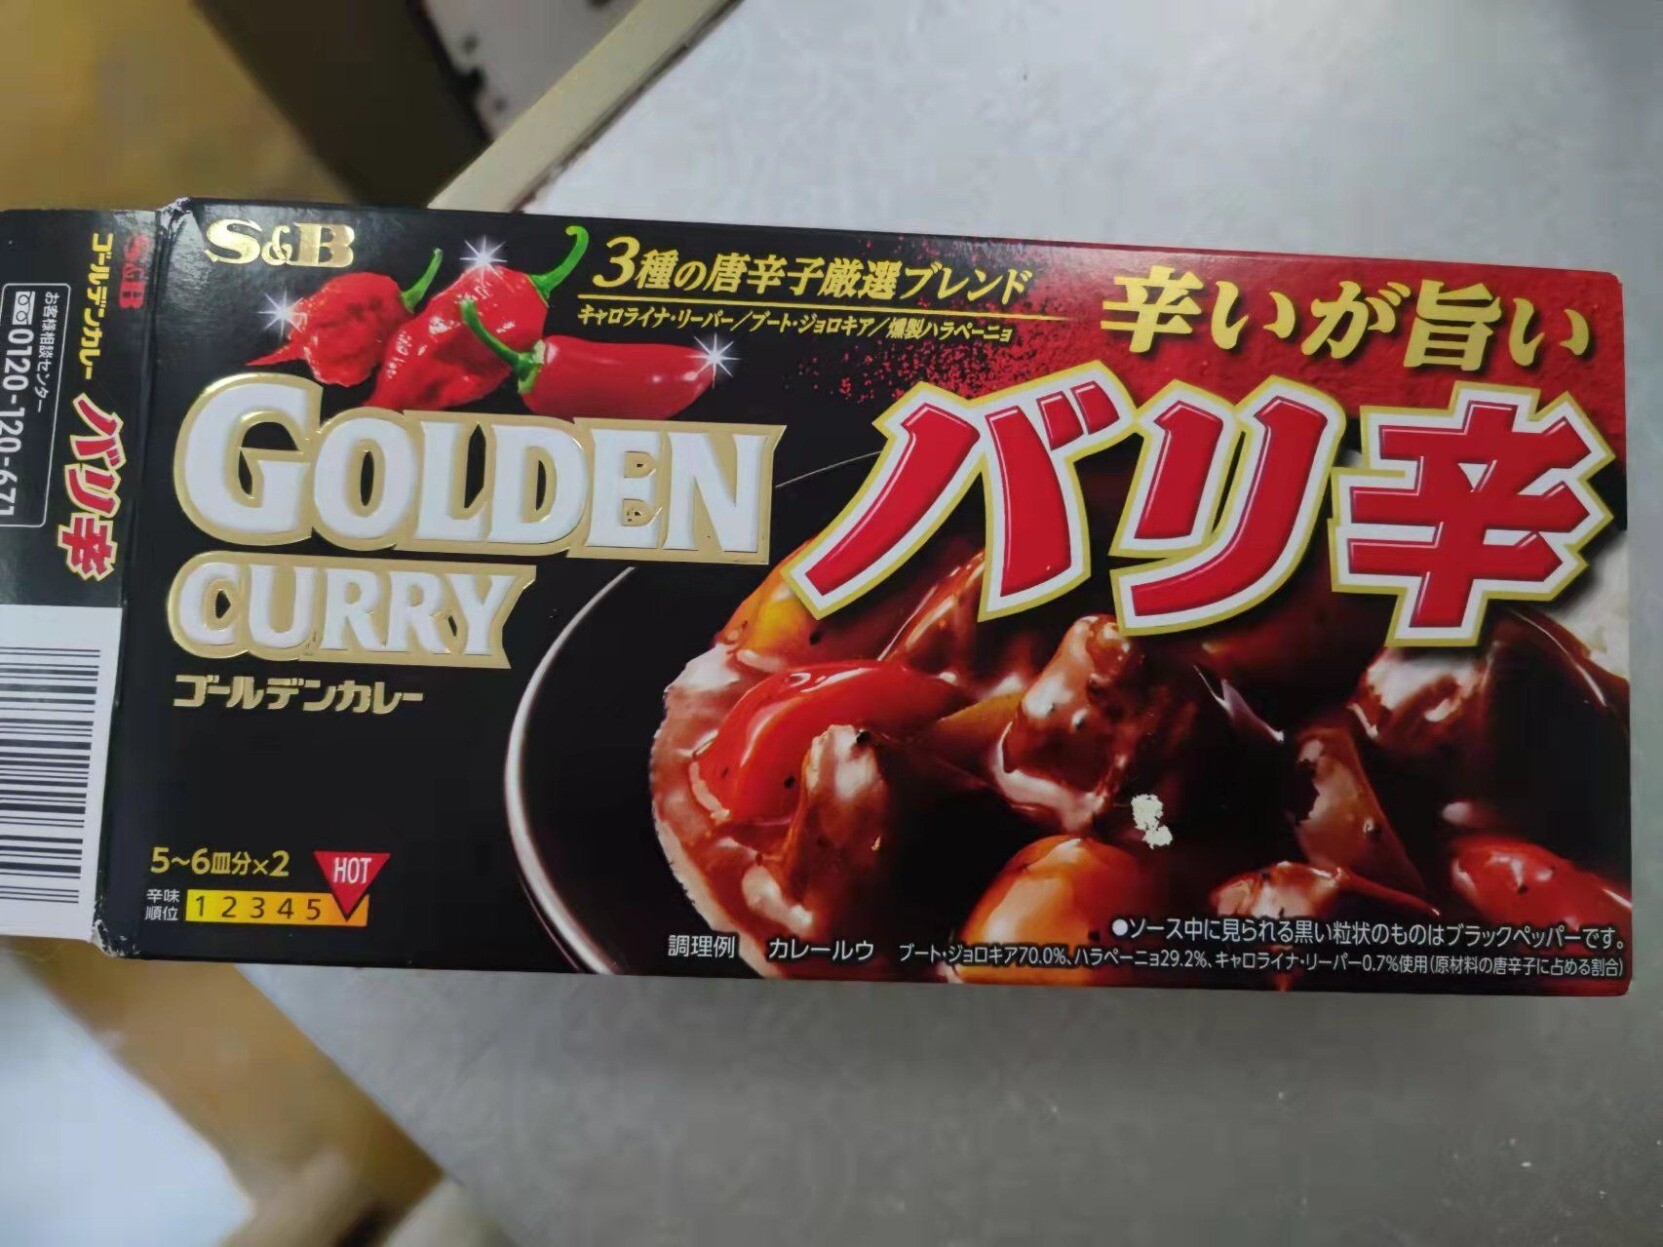 S&B
3種の唐辛子厳選ブレンド
キャロライナ・リーパー/ブート・ジョロキア/燻製ハラペーニョ
辛いが旨い
GOLDEN
CURRY
ゴールデンカレー
バリ辛
5~6皿分×2
HOT
辛味
順位
1 2 3 4 5
調理例 カレールウ
●ソース中に見られる黒い粒状のものはブラックペッパーです。
ブート・ジョロキア70.0%、ハラペーニョ29.2%、キャロライナ・リーパー0.7%使用(原材料の唐辛子に占める割合)
S&B
ゴールデンカレー バリ辛
お客様相談センター
0120-120-671